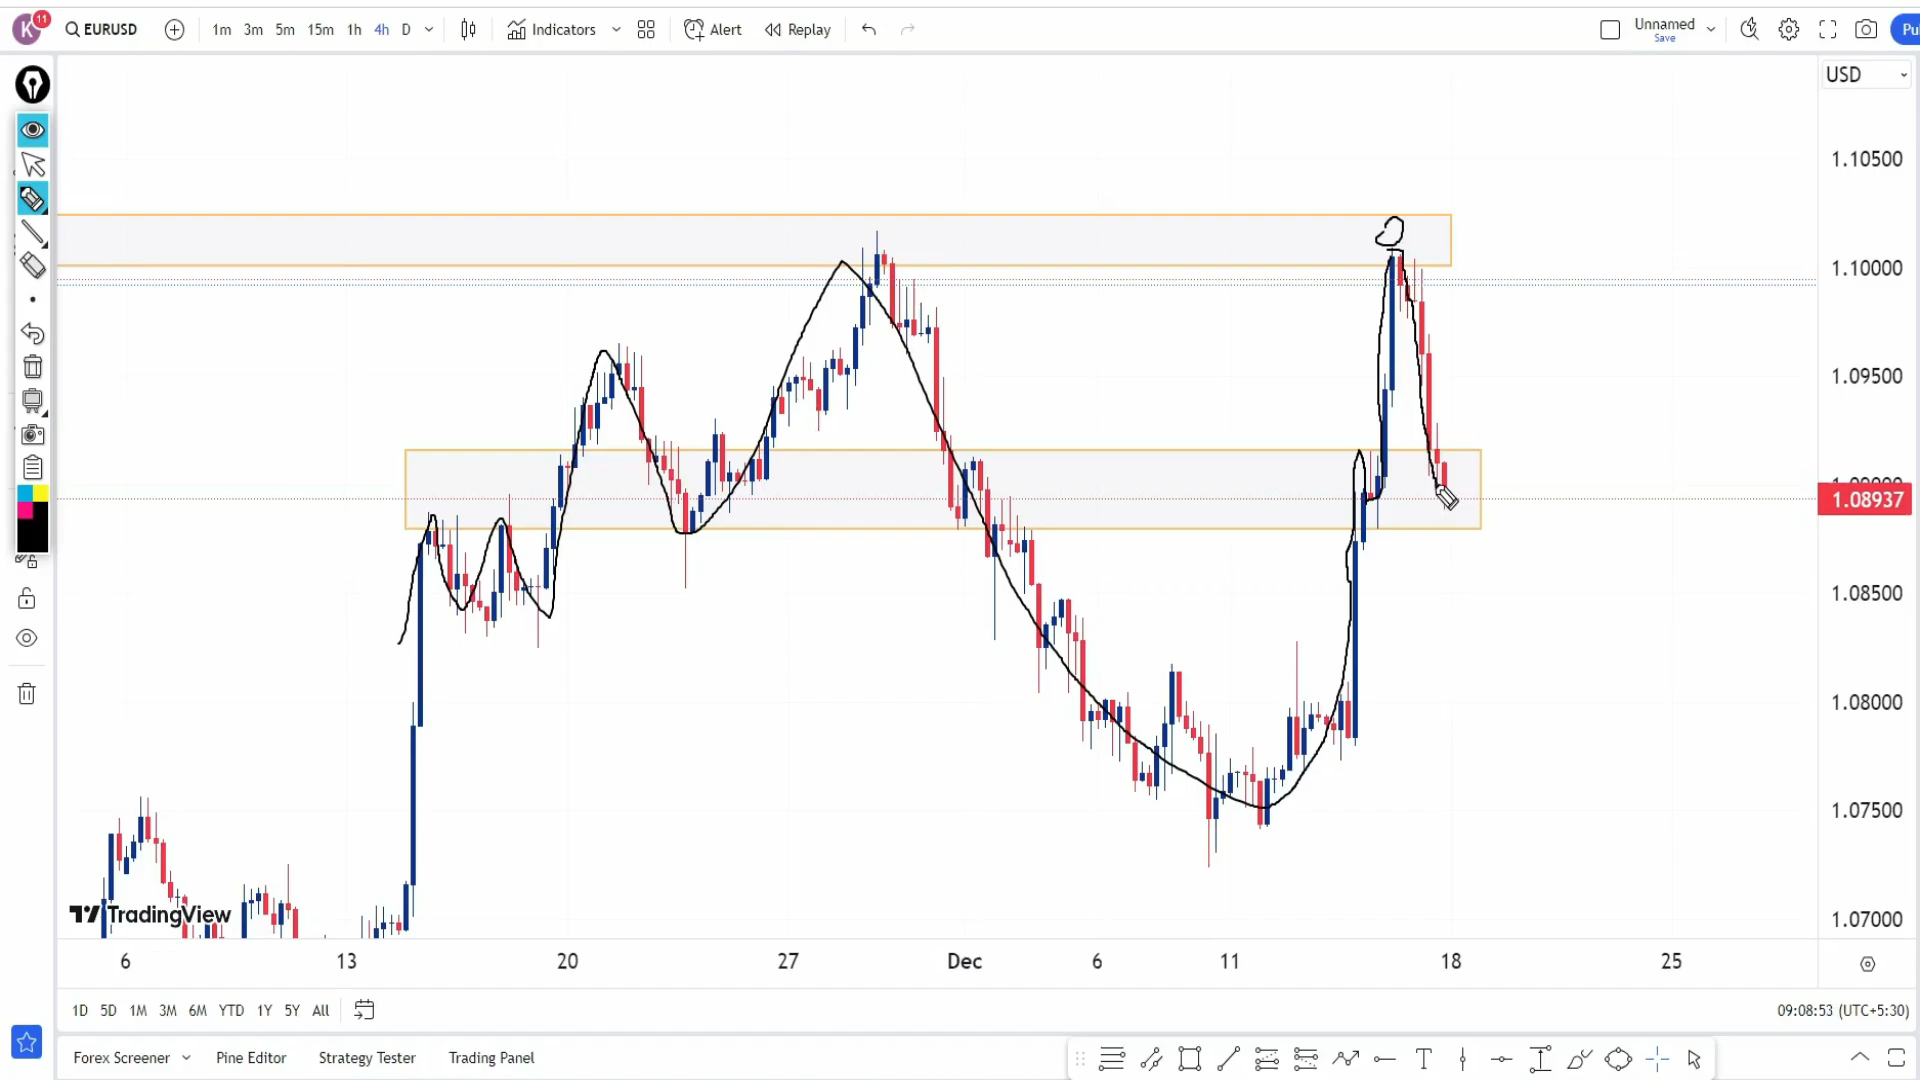 K 11 EURUSD 1m 3m 5m 15m 1h 4h D Indicators Alert Replay Unnamed Pu
Save
USD
1.10500
1.10000
1.09500
1.08937
1.08500
1.08000
1.07500
TradingView
1.07000
6 13 20 27 Dec 6 11 18 25
1D 5D 1M 3M 6M YTD 1Y 5Y All 09:08:53 (UTC+5:30)
Forex Screener Pine Editor Strategy Tester Trading Panel